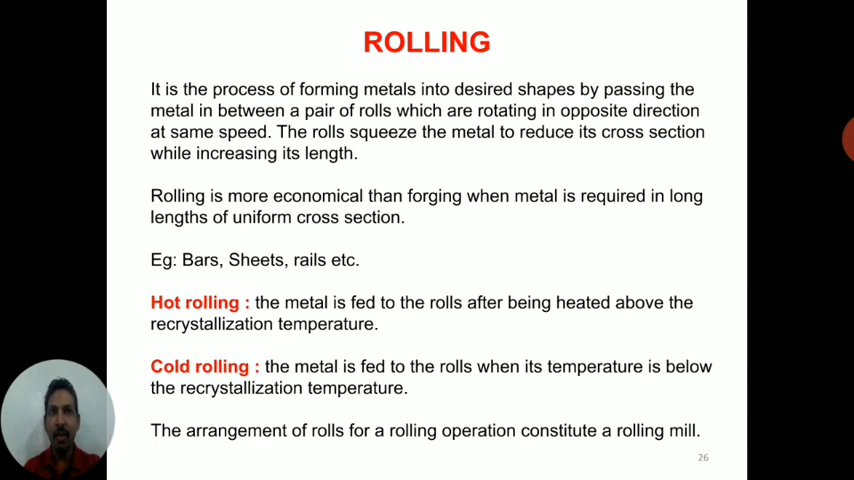 ROLLING
It is the process of forming metals into desired shapes by passing the
metal in between a pair of rolls which are rotating in opposite direction
at same speed. The rolls squeeze the metal to reduce its cross section
while increasing its length.
Rolling is more economical than forging when metal is required in long
lengths of uniform cross section.
Eg: Bars, Sheets, rails etc.
Hot rolling : the metal is fed to the rolls after being heated above the
recrystallization temperature.
Cold rolling : the metal is fed to the rolls when its temperature is below
the recrystallization temperature.
The arrangement of rolls for a rolling operation constitute a rolling mill.
26